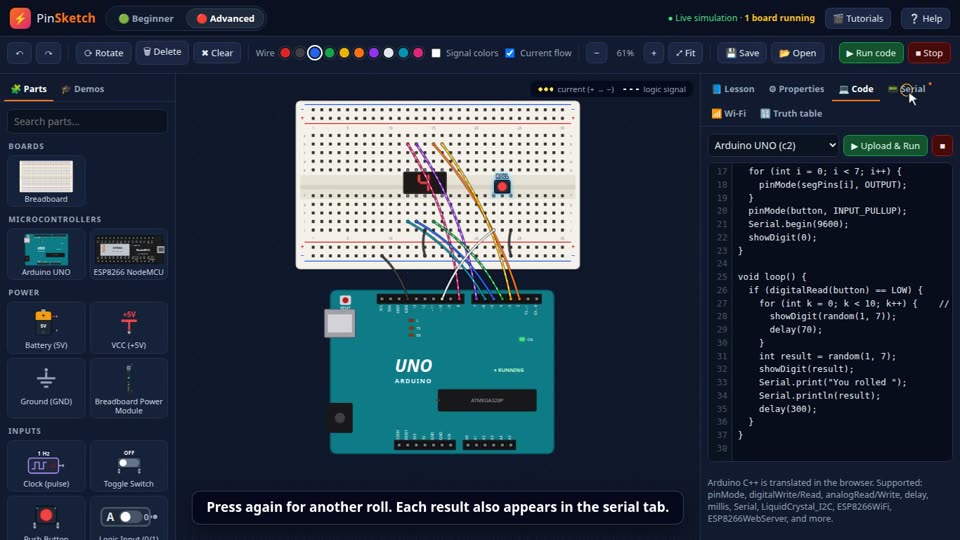 PinSketch
Beginner
Advanced
Live simulation · 1 board running
Tutorials
? Help
Rotate
Delete
Clear
Wire
Signal colors
Current flow
61%
Fit
Save
Open
Run code
Stop
Parts
Demos
Search parts...
BOARDS
Breadboard
MICROCONTROLLERS
Arduino UNO
ESP8266 NodeMCU
POWER
+5V
5V
Battery (5V)
VCC (+5V)
Ground (GND)
Breadboard Power Module
INPUTS
1 Hz
OFF
Clock (pulse)
Toggle Switch
A
0
Push Button
Logic Input (0/1)
current (+ → −)
logic signal
ROLL
UNO
ARDUINO
ON
RUNNING
ATMEGA328P
Press again for another roll. Each result also appears in the serial tab.
Lesson
Properties
Code
Serial
Wi-Fi
Truth table
Arduino UNO (c2)
Upload & Run
17 for (int i = 0; i < 7; i++) {
18 pinMode(segPins[i], OUTPUT);
19 }
20 pinMode(button, INPUT_PULLUP);
21 Serial.begin(9600);
22 showDigit(0);
23 }
24
25 void loop() {
26 if (digitalRead(button) == LOW) {
27 for (int k = 0; k < 10; k++) { //
28 showDigit(random(1, 7));
29 delay(70);
30 }
31 int result = random(1, 7);
32 showDigit(result);
33 Serial.print("You rolled ");
34 Serial.println(result);
35 delay(300);
36 }
37 }
38
Arduino C++ is translated in the browser. Supported:
pinMode, digitalWrite/Read, analogRead/Write, delay,
millis, Serial, LiquidCrystal_I2C, ESP8266WiFi,
ESP8266WebServer, and more.